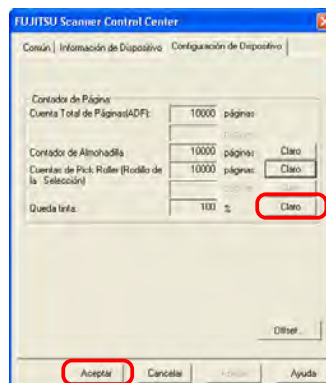 FUJITSU Scanner Control Center
Común Información de Dispositivo Configuración de Dispositivo
Contador de Página:
Cuenta Total de Páginas(ADF): 10000 páginas
Contador de Almohadilla 10000 páginas Claro
Cuentas de Pick Roller (Rodillo de la Selección) 10000 páginas Claro
Queda tinta: 100 % Claro
Offset...
Aceptar Cancelar Ayuda